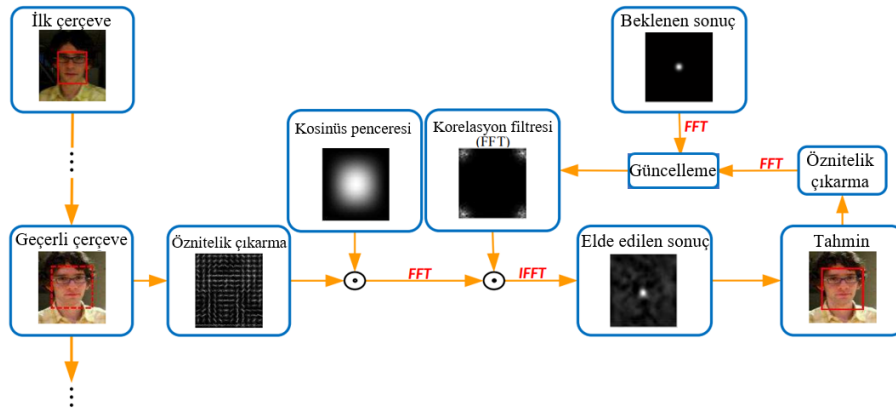 İlk çerçeve
Beklenen sonuç
Kosinüs penceresi
Korelasyon filtresi
(FFT)
FFT
Güncelleme
FFT
Öznitelik
çıkarma
Geçerli çerçeve
Öznitelik çıkarma
FFT
IFFT
Elde edilen sonuç
Tahmin